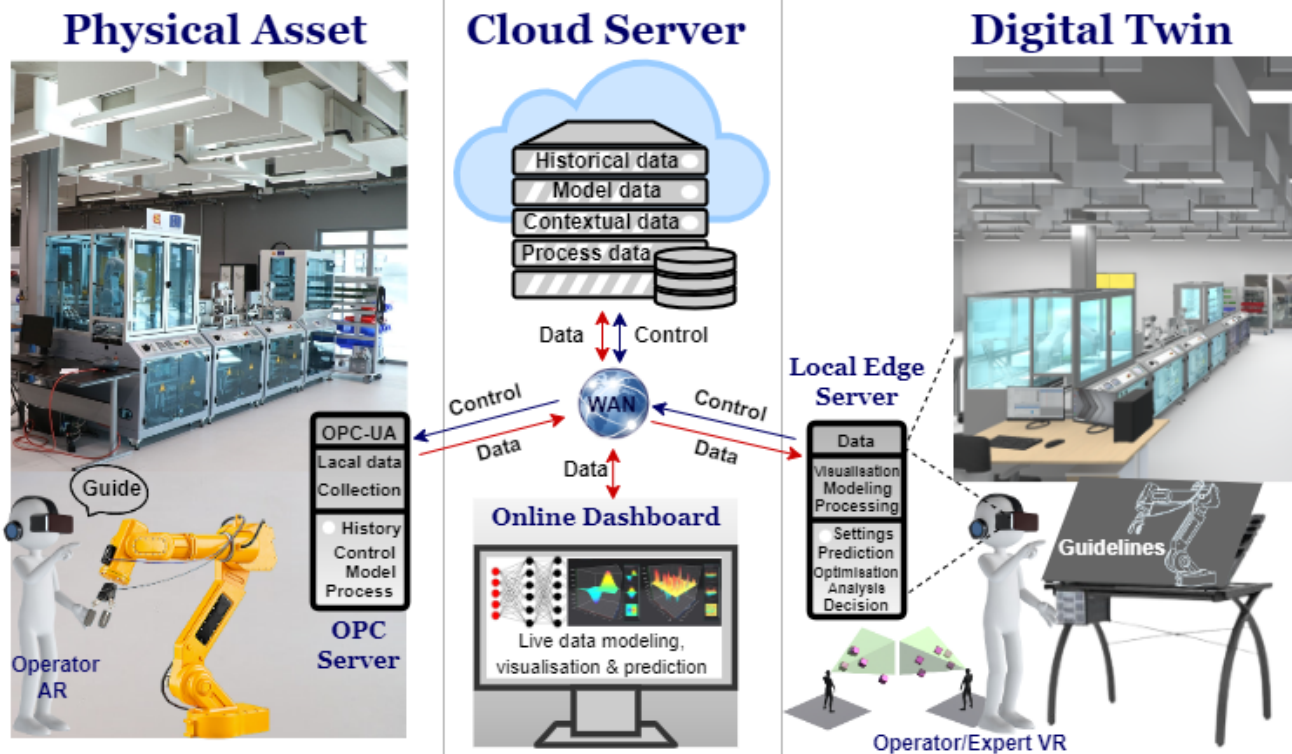 Physical Asset
Cloud Server
Digital Twin
Historical data
Model data
Contextual data
Process data
Data
Control
WAN
Control
Data
Control
Data
Data
OPC-UA
Lacal data
Collection
History
Control
Model
Process
OPC
Server
Guide
Operator
AR
Online Dashboard
Live data modeling,
visualisation & prediction
Local Edge
Server
Data
Visualisation
Modeling
Processing
Settings
Prediction
Optimisation
Analysis
Decision
Guidelines
Operator/Expert VR